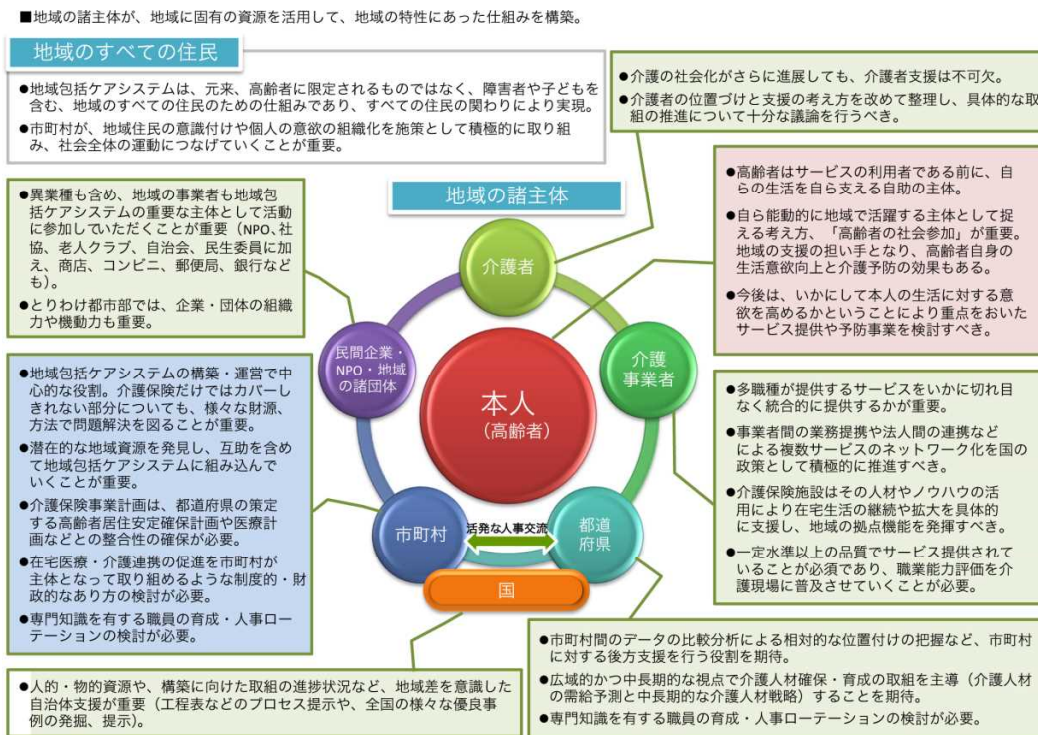 ■地域の諸主体が、地域に固有の資源を活用して、地域の特性にあった仕組みを構築。
地域のすべての住民
●地域包括ケアシステムは、元来、高齢者に限定されるものではなく、障害者や子どもを
含む、地域のすべての住民のための仕組みであり、すべての住民の関わりにより実現。
●市町村が、地域住民の意識付けや個人の意欲の組織化を施策として積極的に取り組
み、社会全体の運動につなげていくことが重要。
●介護の社会化がさらに進展しても、介護者支援は不可欠。
●介護者の位置づけと支援の考え方を改めて整理し、具体的な取
組の推進について十分な議論を行うべき。
●異業種も含め、地域の事業者も地域包
括ケアシステムの重要な主体として活動
に参加していただくことが重要（NPO、社
協、老人クラブ、自治会、民生委員に加
え、商店、コンビニ、郵便局、銀行など
も）。
●とりわけ都市部では、企業・団体の組織
力や機動力も重要。
地域の諸主体
介護者
民間企業・
NPO・地域
の諸団体
介護
事業者
本人
（高齢者）
市町村
活発な人事交流
都道
府県
国
●高齢者はサービスの利用者である前に、自
らの生活を自ら支える自助の主体。
●自ら能動的に地域で活躍する主体として捉
える考え方、「高齢者の社会参加」が重要。
地域の支援の担い手となり、高齢者自身の
生活意欲向上と介護予防の効果もある。
●今後は、いかにして本人の生活に対する意
欲を高めるかということにより重点をおいた
サービス提供や予防事業を検討すべき。
●地域包括ケアシステムの構築・運営で中
心的な役割。介護保険だけではカバーし
きれない部分についても、様々な財源、
方法で問題解決を図ることが重要。
●潜在的な地域資源を発見し、互助を含め
て地域包括ケアシステムに組み込んで
いくことが重要。
●介護保険事業計画は、都道府県の策定
する高齢者居住安定確保計画や医療計
画などとの整合性の確保が必要。
●在宅医療・介護連携の促進を市町村が
主体となって取り組めるような制度的・財
政的なあり方の検討が必要。
●専門知識を有する職員の育成・人事ロー
テーションの検討が必要。
●多職種が提供するサービスをいかに切れ目
なく統合的に提供するかが重要。
●事業者間の業務提携や法人間の連携など
による複数サービスのネットワーク化を国の
政策として積極的に推進すべき。
●介護保険施設はその人材やノウハウの活
用により在宅生活の継続や拡大を具体的
に支援し、地域の拠点機能を発揮すべき。
●一定水準以上の品質でサービス提供されて
いることが必須であり、職業能力評価を介
護現場に普及させていくことが必要。
●人的・物的資源や、構築に向けた取組の進捗状況など、地域差を意識した
自治体支援が重要（工程表などのプロセス提示や、全国の様々な優良事
例の発掘、提示）。
●市町村間のデータの比較分析による相対的な位置付けの把握など、市町村
に対する後方支援を行う役割を期待。
●広域的かつ中長期的な視点で介護人材確保・育成の取組を主導（介護人材
の需給予測と中長期的な介護人材戦略）することを期待。
●専門知識を有する職員の育成・人事ローテーションの検討が必要。